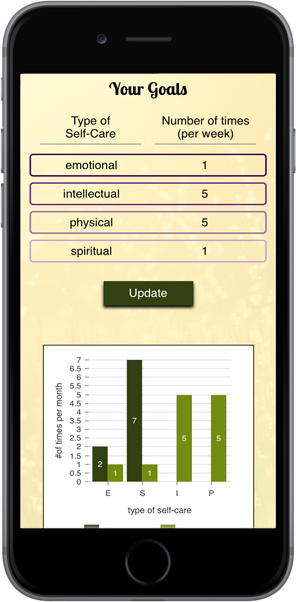 Your Goals
Type of Self-Care
Number of times (per week)
emotional 1
intellectual 5
physical 5
spiritual 1
Update
#of times per month
7
6.5
6
5.5
5
4.5
4
3.5
3
2.5
2
1.5
1
0.5
0
2
1
7
1
5
5
E S I P
type of self-care